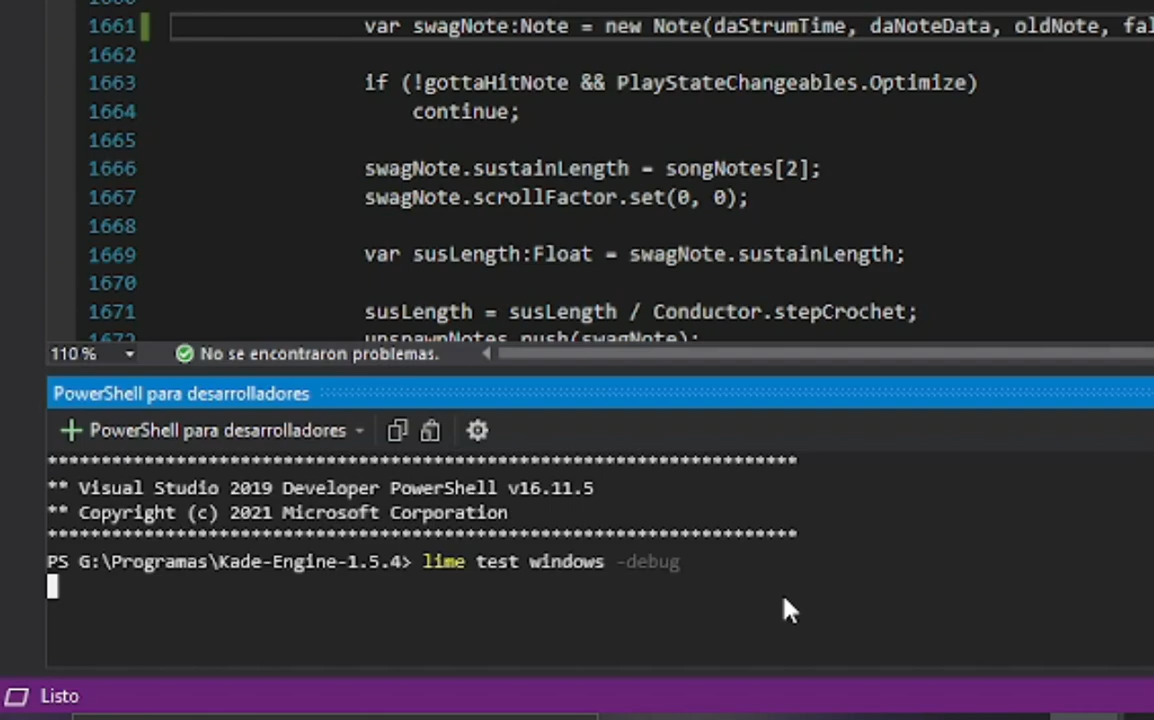 1661 var swagNote:Note = new Note(daStrumTime, daNoteData, oldNote, fal
1662
1663 if (!gottaHitNote && PlayStateChangeables.Optimize)
1664 continue;
1665
1666 swagNote.sustainLength = songNotes[2];
1667 swagNote.scrollFactor.set(0, 0);
1668
1669 var susLength:Float = swagNote.sustainLength;
1670
1671 susLength = susLength / Conductor.stepCrochet;
1672 unspawnNotes.push(swagNote);
110 % No se encontraron problemas.
PowerShell para desarrolladores
PowerShell para desarrolladores
**********************************************************************
** Visual Studio 2019 Developer PowerShell v16.11.5
** Copyright (c) 2021 Microsoft Corporation
**********************************************************************
PS G:\Programas\Kade-Engine-1.5.4> lime test windows -debug
Listo